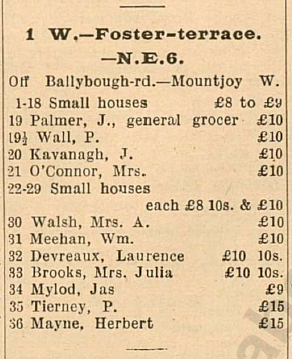 1 W.—Foster-terrace.
—N.E.6.
Off Ballybough-rd.—Mountjoy W.
1-18 Small houses £8 to £9
19 Palmer, J., general grocer £10
19½ Wall, P. £10
20 Kavanagh, J. £10
21 O'Connor, Mrs. £10
22-29 Small houses
each £8 10s. & £10
30 Walsh, Mrs. A. £10
31 Meehan, Wm. £10
32 Devreaux, Laurence £10 10s.
33 Brooks, Mrs. Julia £10 10s.
34 Mylod, Jas £9
35 Tierney, P. £15
36 Mayne, Herbert £15